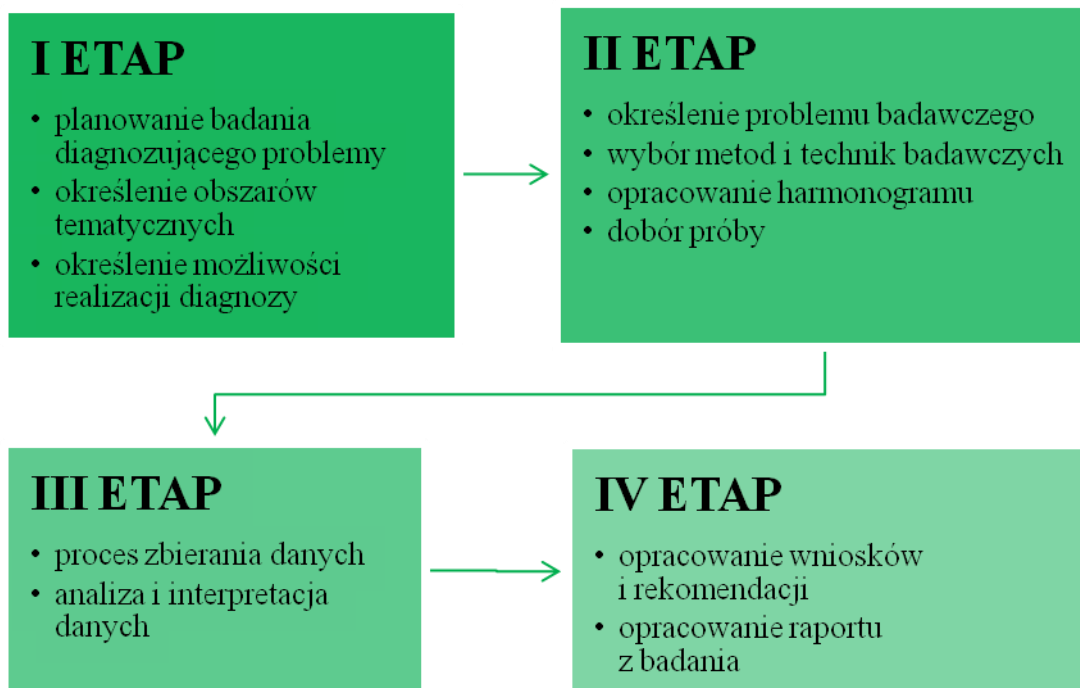 I ETAP
• planowanie badania
diagnozującego problemy
• określenie obszarów
tematycznych
• określenie możliwości
realizacji diagnozy
II ETAP
• określenie problemu badawczego
• wybór metod i technik badawczych
• opracowanie harmonogramu
• dobór próby
III ETAP
• proces zbierania danych
• analiza i interpretacja
danych
IV ETAP
• opracowanie wniosków
i rekomendacji
• opracowanie raportu
z badania